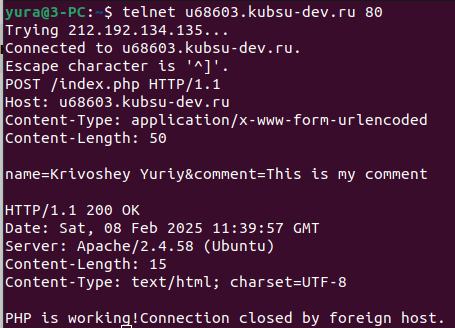 yura@3-PC:~$ telnet u68603.kubsu-dev.ru 80
Trying 212.192.134.135...
Connected to u68603.kubsu-dev.ru.
Escape character is '^]'.
POST /index.php HTTP/1.1
Host: u68603.kubsu-dev.ru
Content-Type: application/x-www-form-urlencoded
Content-Length: 50

name=Krivoshey Yuriy&comment=This is my comment

HTTP/1.1 200 OK
Date: Sat, 08 Feb 2025 11:39:57 GMT
Server: Apache/2.4.58 (Ubuntu)
Content-Length: 15
Content-Type: text/html; charset=UTF-8

PHP is working!Connection closed by foreign host.